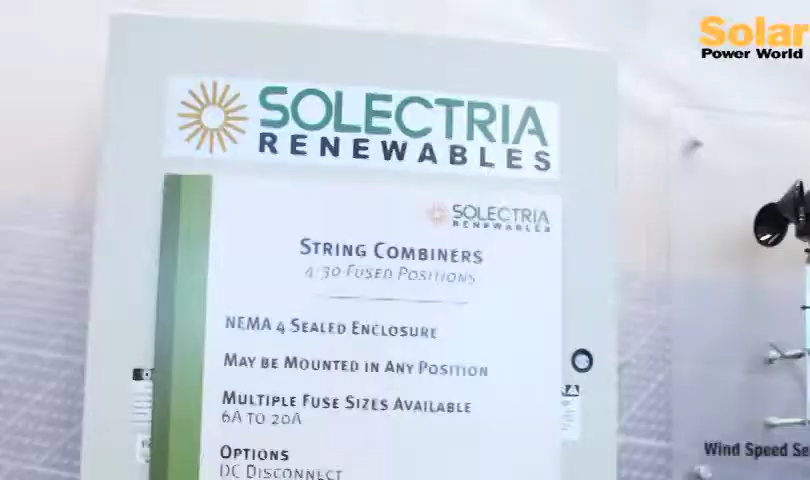 Solar
Power World
SOLECTRIA
RENEWABLES
SOLECTRIA
RENEWABLES
STRING COMBINERS
4-30 FUSED POSITIONS
NEMA 4 SEALED ENCLOSURE
MAY BE MOUNTED IN ANY POSITION
MULTIPLE FUSE SIZES AVAILABLE
6A TO 20A
OPTIONS
DC DISCONNECT
Wind Speed